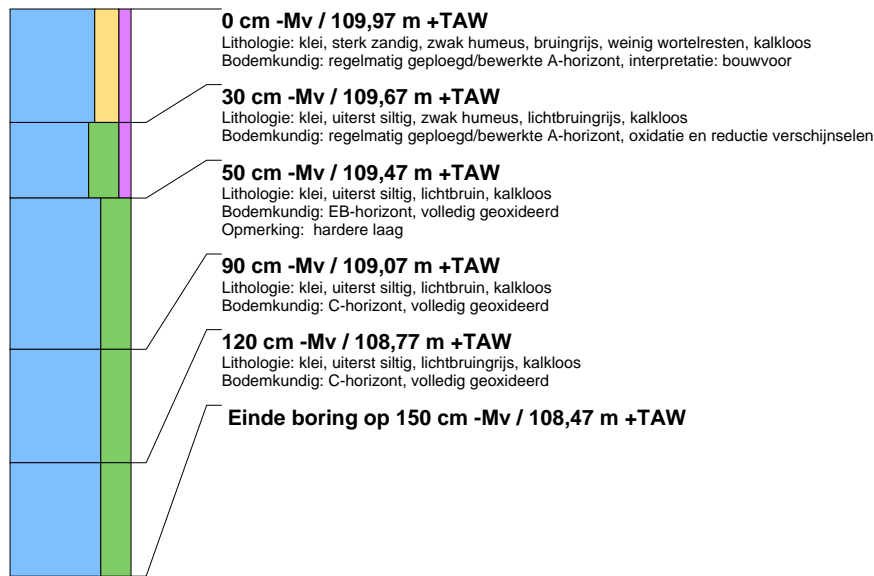 0 cm -Mv / 109,97 m +TAW
Lithologie: klei, sterk zandig, zwak humeus, bruingrijs, weinig wortelresten, kalkloos
Bodemkundig: regelmatig geploegd/bewerkte A-horizont, interpretatie: bouwvoor
30 cm -Mv / 109,67 m +TAW
Lithologie: klei, uiterst siltig, zwak humeus, lichtbruingrijs, kalkloos
Bodemkundig: regelmatig geploegd/bewerkte A-horizont, oxidatie en reductie verschijnselen
50 cm -Mv / 109,47 m +TAW
Lithologie: klei, uiterst siltig, lichtbruin, kalkloos
Bodemkundig: EB-horizont, volledig geoxideerd
Opmerking: hardere laag
90 cm -Mv / 109,07 m +TAW
Lithologie: klei, uiterst siltig, lichtbruin, kalkloos
Bodemkundig: C-horizont, volledig geoxideerd
120 cm -Mv / 108,77 m +TAW
Lithologie: klei, uiterst siltig, lichtbruingrijs, kalkloos
Bodemkundig: C-horizont, volledig geoxideerd
Einde boring op 150 cm -Mv / 108,47 m +TAW